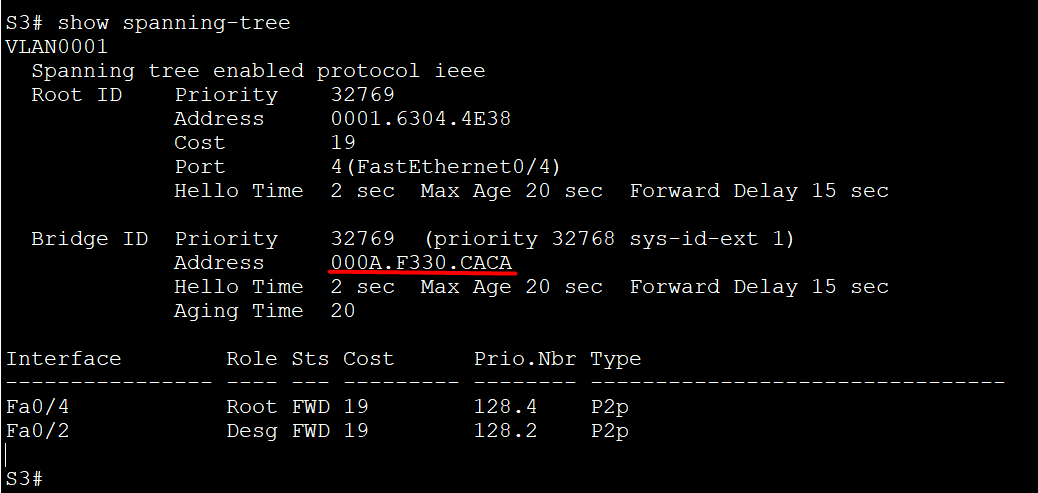 S3# show spanning-tree
VLAN0001
  Spanning tree enabled protocol ieee
  Root ID    Priority    32769
             Address     0001.6304.4E38
             Cost        19
             Port        4(FastEthernet0/4)
             Hello Time  2 sec  Max Age 20 sec  Forward Delay 15 sec

  Bridge ID  Priority    32769  (priority 32768 sys-id-ext 1)
             Address     000A.F330.CACA
             Hello Time  2 sec  Max Age 20 sec  Forward Delay 15 sec
             Aging Time  20

Interface        Role Sts Cost      Prio.Nbr Type
---------------- ---- --- --------- -------- --------------------------------
Fa0/4            Root FWD 19        128.4    P2p
Fa0/2            Desg FWD 19        128.2    P2p

S3#